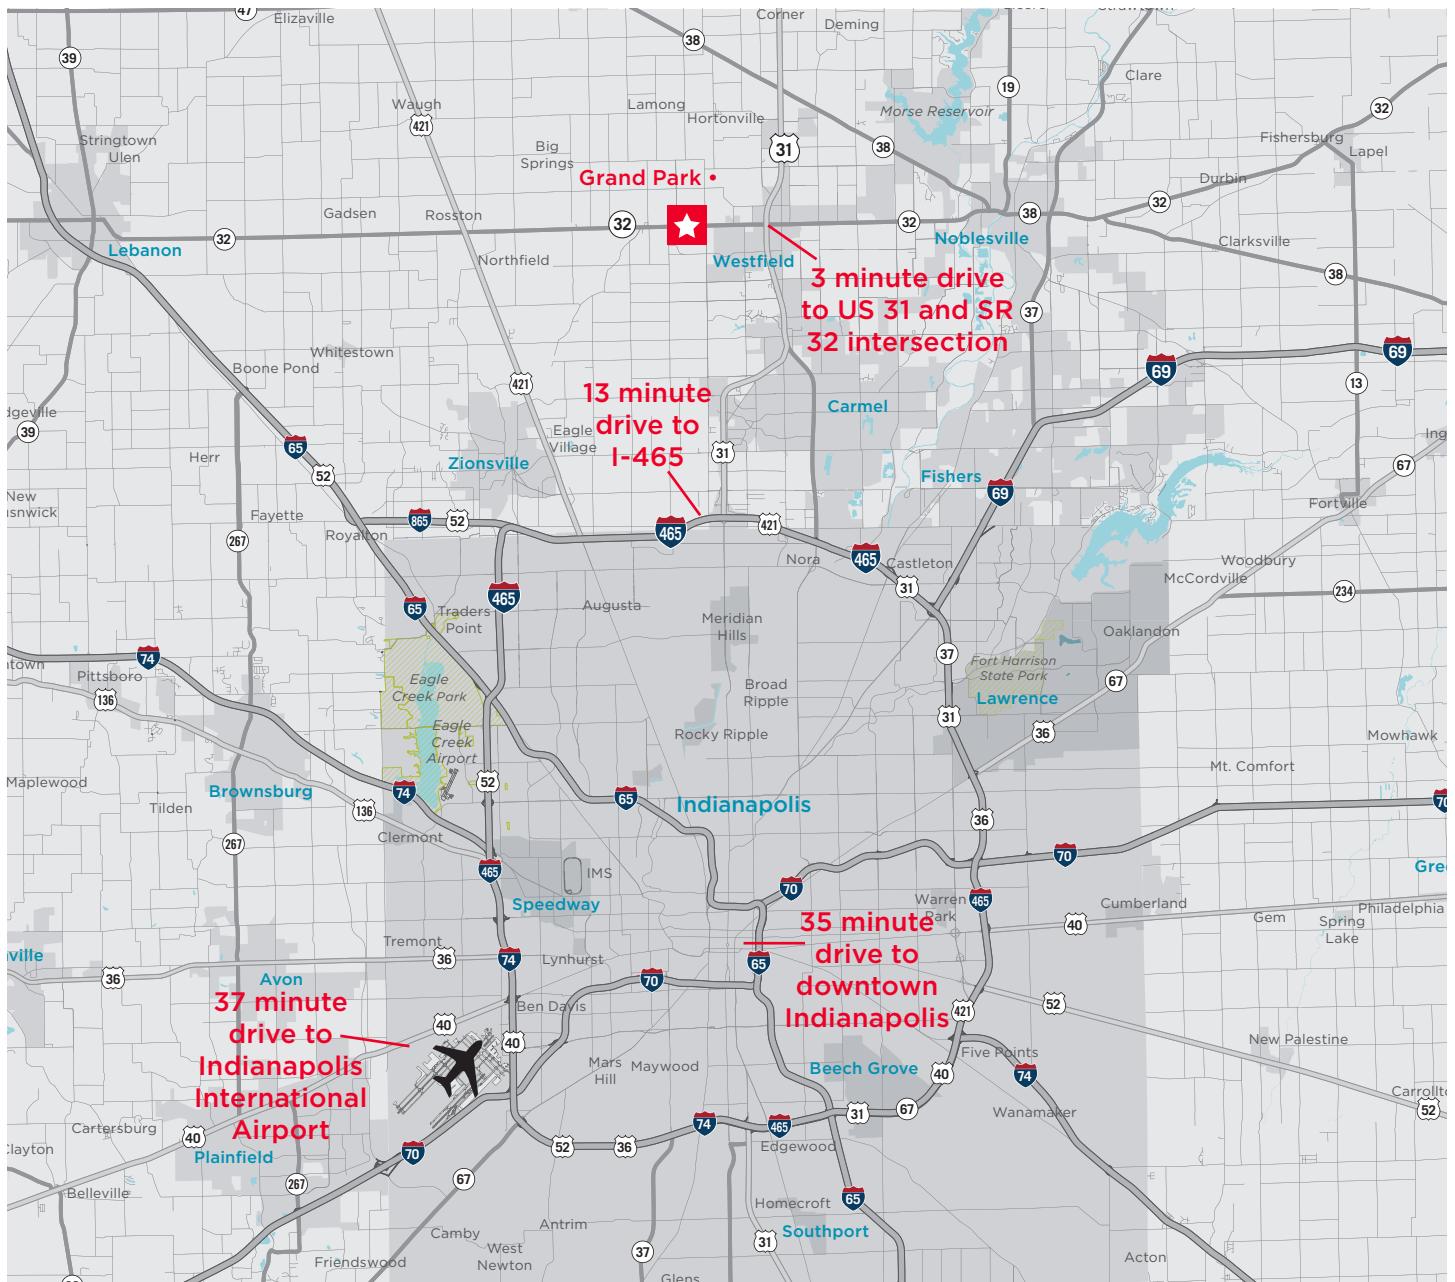 47
Elizaville
Corner
Deming
38
39
Clare
19
32
Waugh
421
Lamong
Hortonville
Morse Reservoir
Stringtown
Ulen
Big
Springs
31
38
Fishersburg
Lapel
Grand Park
Durbin
32
Gadsen
Rosston
32
32
38
32
Lebanon
Northfield
Westfield
Noblesville
Clarksville
38
3 minute drive
to US 31 and SR
32 intersection
37
Whitestown
Boone Pond
421
69
69
13
13 minute
drive to
I-465
Carmel
dgeville
39
Eagle
Village
65
52
Herr
Zionsville
31
Fishers
69
67
New
nswick
Fayette
267
Royalton
865
52
465
421
465
Nora
Castleton
31
Fortville
Woodbury
McCordville
234
65
465
Traders
Point
Augusta
Meridian
Hills
Oaklandon
ntown
74
Pittsboro
136
Eagle
Creek Park
Broad
Ripple
37
Fort Harrison
State Park
67
Lawrence
31
36
Eagle
Creek
Airport
Rocky Ripple
Mowhawk
Mt. Comfort
Maplewood
Tilden
Brownsburg
74
136
52
65
Indianapolis
70
36
Clermont
267
465
IMS
70
70
Gree
Speedway
Warren
Park
465
Cumberland
40
Gem
Philadelphia
Spring
Lake
35 minute
drive to
downtown
Indianapolis
Tremont
36
74
Lynhurst
65
ville
36
Avon
70
37 minute
drive to
Indianapolis
International
Airport
40
Ben Davis
40
421
52
Mars
Hill
Maywood
Beech Grove
40
Five Points
74
New Palestine
Carrollto
52
Wanamaker
31
67
Cartersburg
40
Clayton
Plainfield
70
52
36
74
465
Edgewood
Belleville
267
67
65
Homecroft
Southport
Antrim
Camby
West
Newton
37
31
Friendswood
Glens
Acton